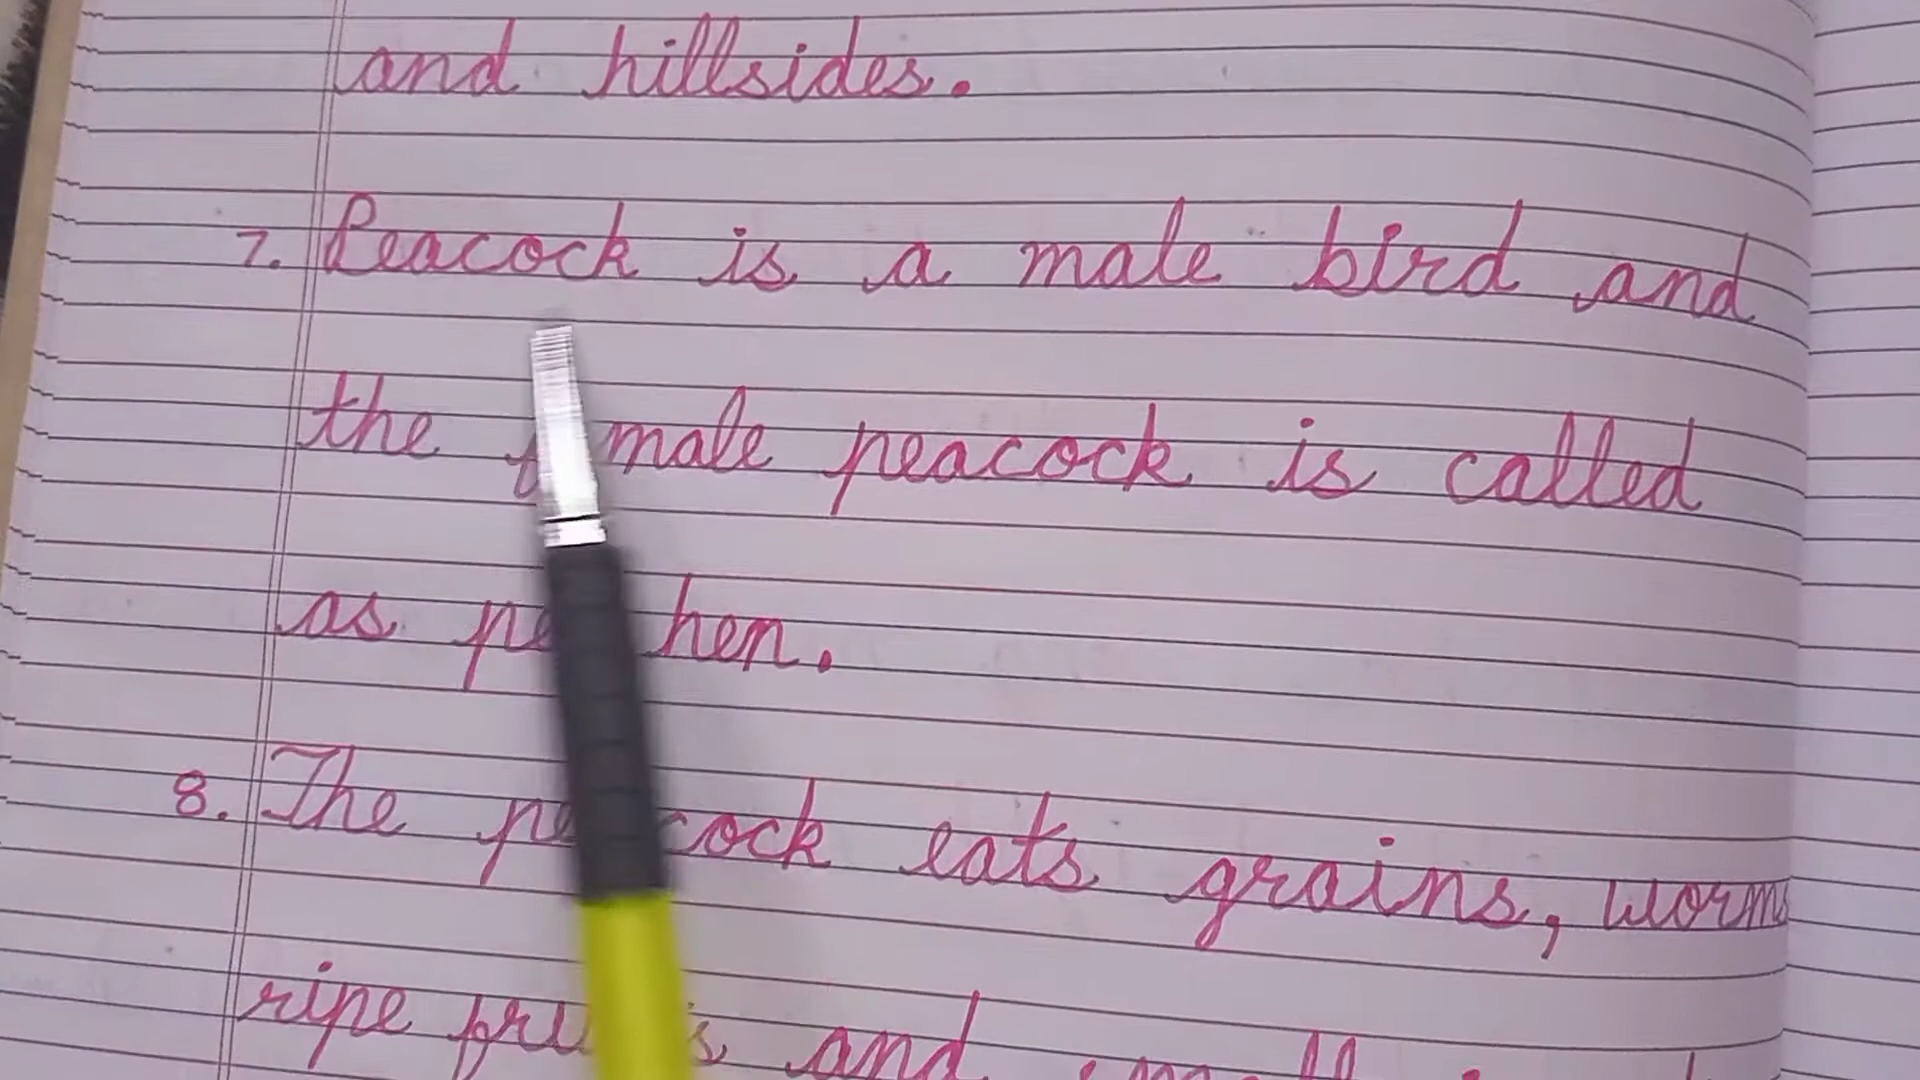 and hillsides.
7. Peacock is a male bird and
the male peacock is called
as hen.
8. The eats grains, worms
ripe and